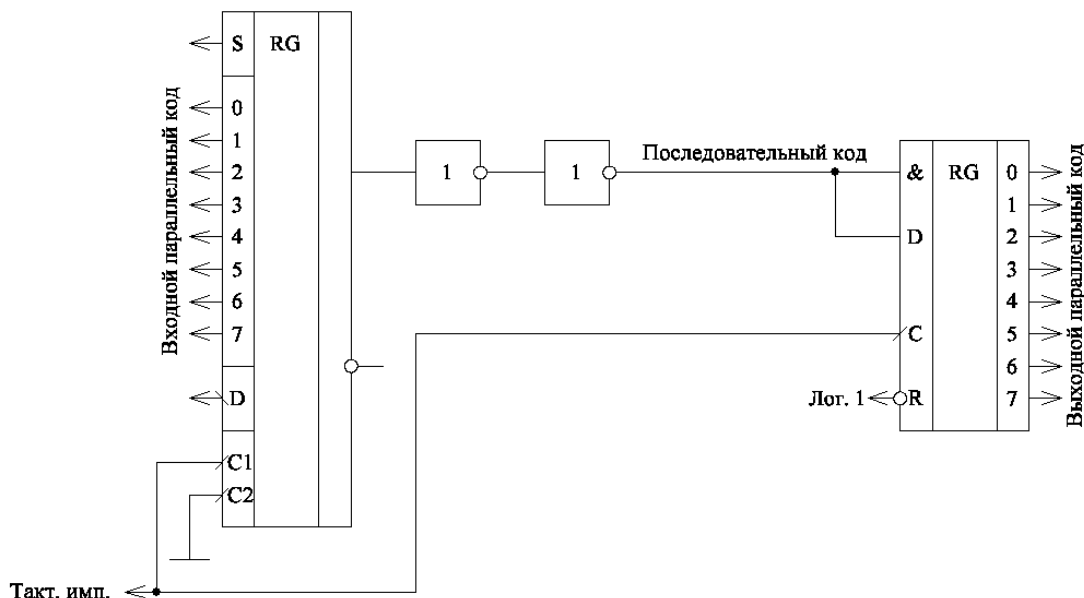 S RG
Входной параллельный код
0
1
2
3
4
5
6
7
D
C1
C2
1
1
Последовательный код
& RG
D
C
R
0
1
2
3
4
5
6
7
Лог. 1
Выходной параллельный код
Такт. имп.